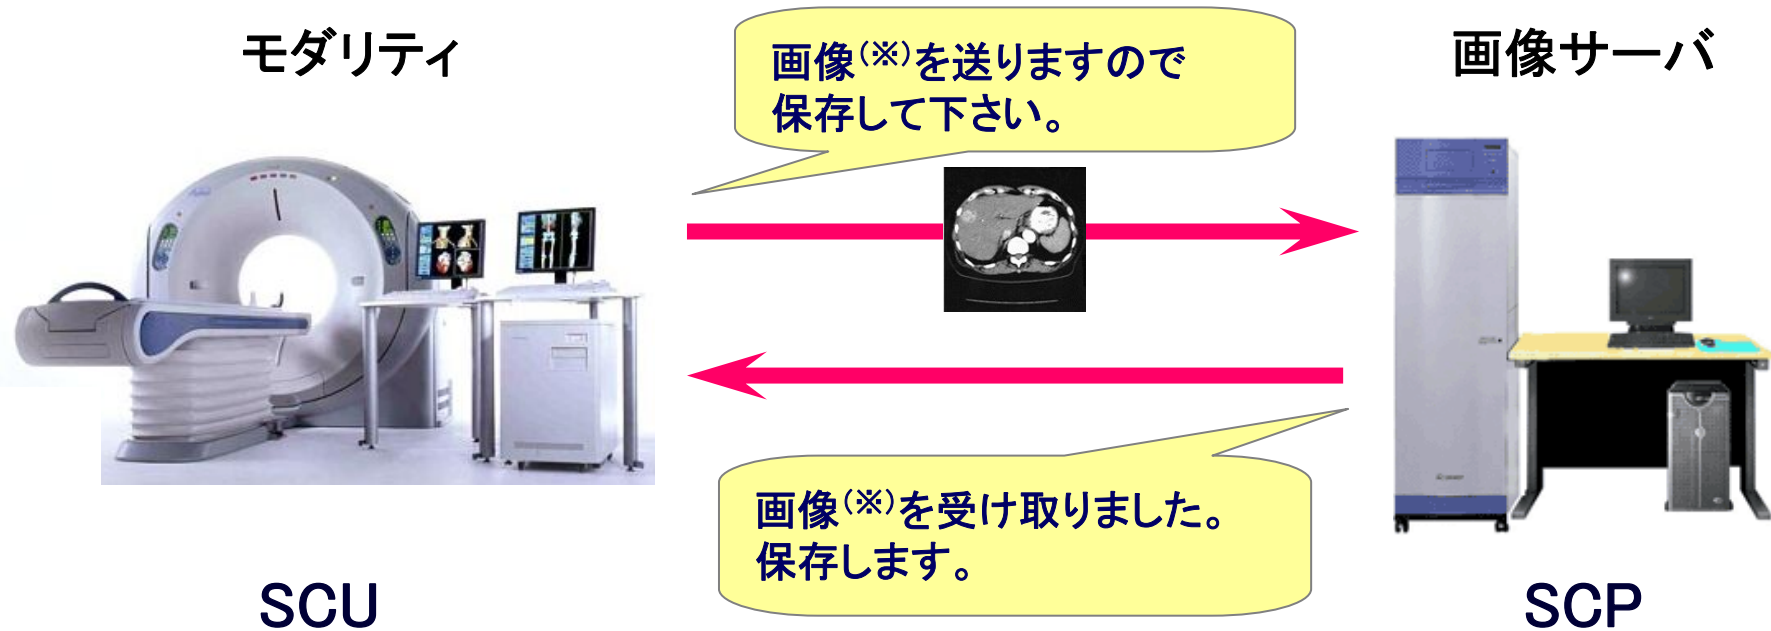 モダリティ
画像(※)を送りますので
保存して下さい。
画像サーバ
画像(※)を受け取りました。
保存します。
SCU
SCP